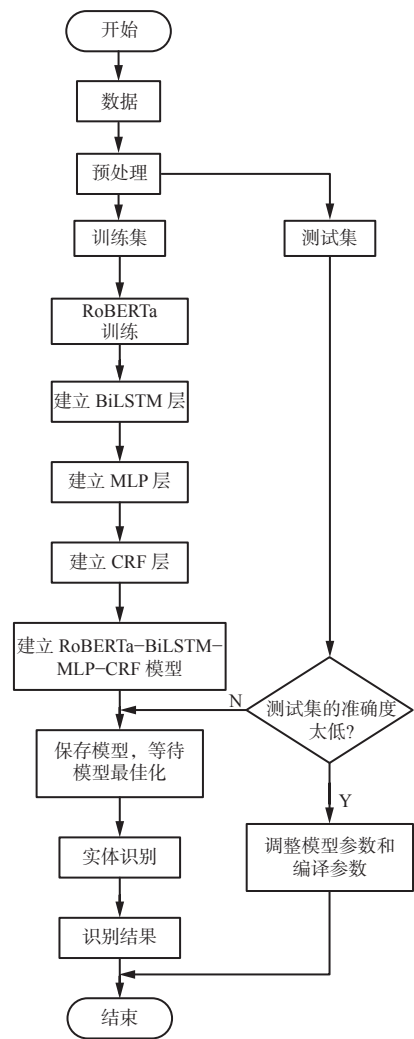 开始
数据
预处理
训练集
测试集
RoBERTa
训练
建立 BiLSTM 层
建立 MLP 层
建立 CRF 层
建立 RoBERTa−BiLSTM−
MLP−CRF 模型
N
测试集的准确度
太低?
保存模型，等待
模型最佳化
Y
实体识别
调整模型参数和
编译参数
识别结果
结束